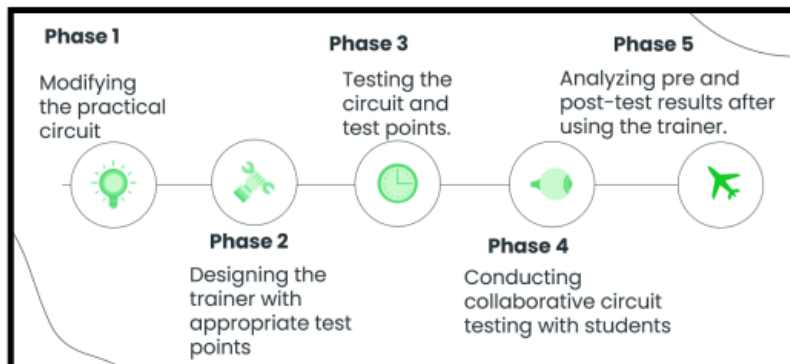 Phase 1
Modifying
the practical
circuit
Phase 2
Designing the
trainer with
appropriate test
points
Phase 3
Testing the
circuit and
test points.
Phase 4
Conducting
collaborative circuit
testing with students
Phase 5
Analyzing pre and
post-test results after
using the trainer.